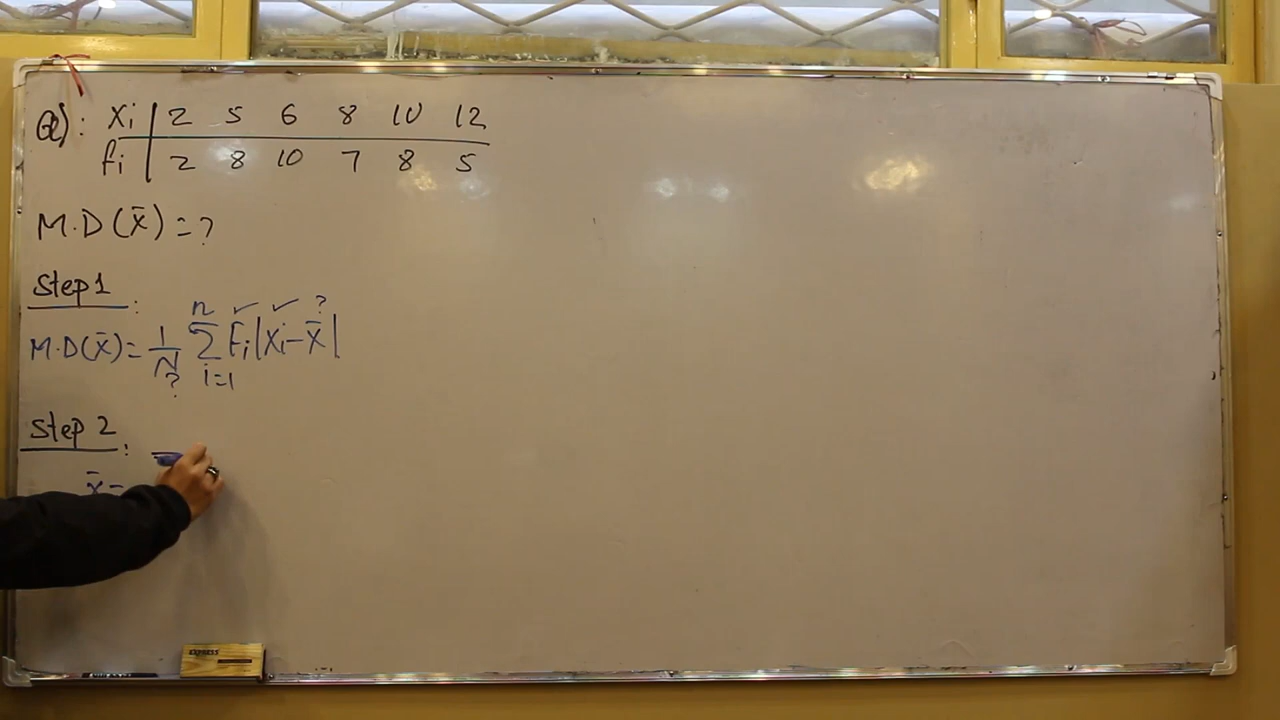 Q): xi | 2 5 6 8 10 12
fi | 2 8 10 7 8 5
M.D(x̄)=?
Step 1 :
n ✓ ✓ ?
M.D(x̄)= 1/N ∑ fi|xi-x̄|
? i=1
Step 2 :
x̄ =
EXPRESS